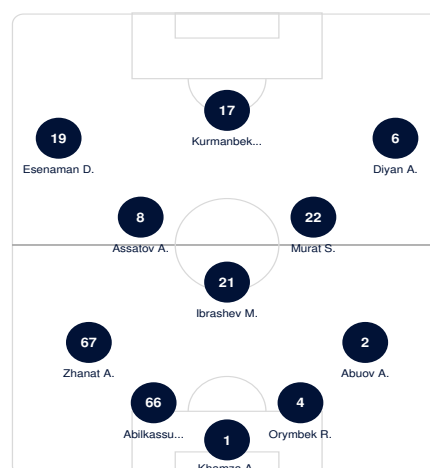 17
Kurmanbek...
19
Esenaman D.
6
Diyan A.
8
Assatov A.
22
Murat S.
21
Ibrashev M.
67
Zhanat A.
2
Abuov A.
66
Abilkassu...
4
Orymbek R.
1
Khamza A.